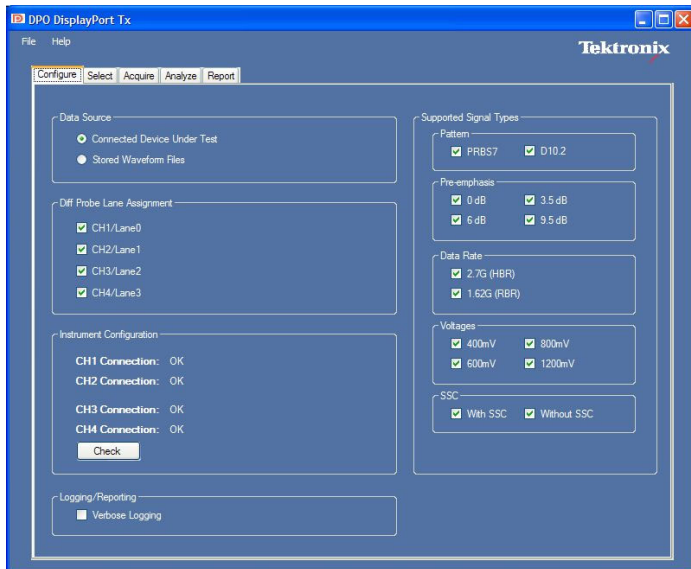 DPO DisplayPort Tx
File Help
Tektronix
Configure Select Acquire Analyze Report
Data Source
Connected Device Under Test
Stored Waveform Files
Diff Probe Lane Assignment
CH1/Lane0
CH2/Lane1
CH3/Lane2
CH4/Lane3
Instrument Configuration
CH1 Connection: OK
CH2 Connection: OK
CH3 Connection: OK
CH4 Connection: OK
Check
Logging/Reporting
Verbose Logging
Supported Signal Types
Pattern
PRBS7 D10.2
Pre-emphasis
0 dB 3.5 dB
6 dB 9.5 dB
Data Rate
2.7G (HBR)
1.62G (RBR)
Voltages
400mV 800mV
600mV 1200mV
SSC
With SSC Without SSC